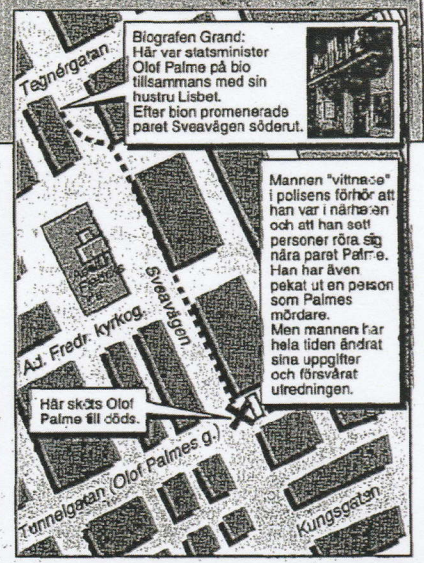 Tegnérgatan
Biografen Grand:
Här var statsminister
Olof Palme på bio
tillsammans med sin
hustru Lisbet.
Efter bion promenerade
paret Sveavägen söderut.
Mannen "vittnade"
i polisens förhör att
han var i närheten
och att han sett
personer röra sig
nära paret Palme.
Han har även
pekat ut en person
som Palmes
mördare.
Men mannen har
hela tiden ändrat
sina uppgifter
och försvårat
utredningen.
Sveavägen
Ad. Fredr. kyrkog.
Här sköts Olof
Palme till döds.
Tunnelgatan (Olof Palmes g.)
Kungsgatan